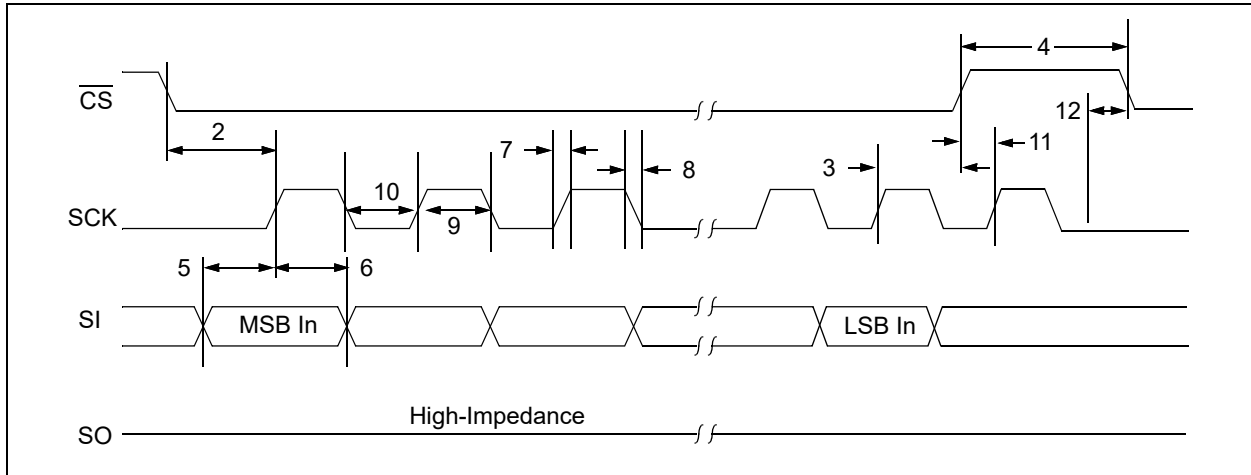 4
C̅S̅
12
2
7
11
3
8
10
SCK
9
5
6
SI
MSB In
LSB In
High-Impedance
SO